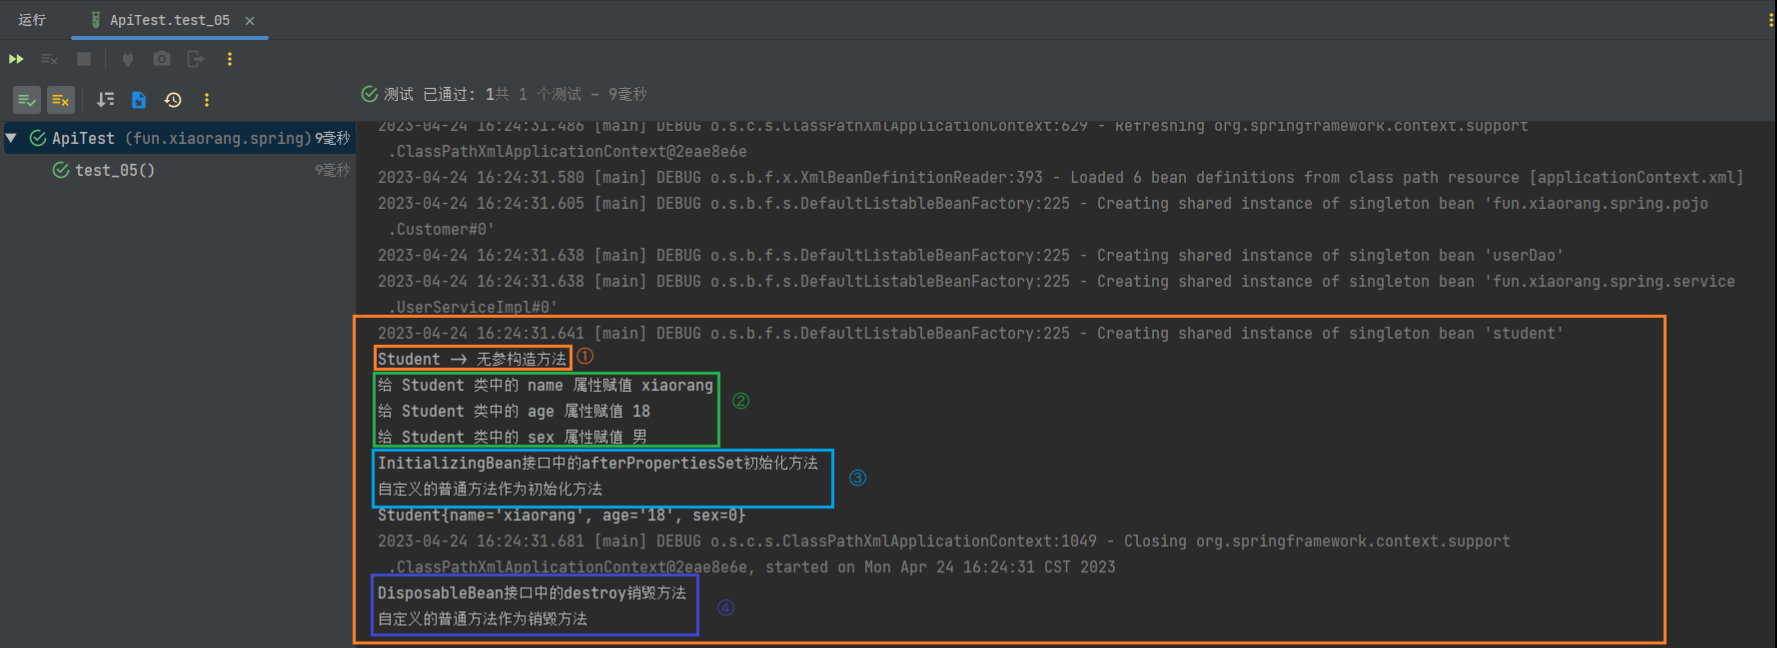 运行
ApiTest.test_05
测试 已通过: 1共 1 个测试 – 9毫秒
ApiTest (fun.xiaorang.spring) 9毫秒
test_05() 9毫秒
2023-04-24 16:24:31.486 [main] DEBUG o.s.c.s.ClassPathXmlApplicationContext:629 - Refreshing org.springframework.context.support
.ClassPathXmlApplicationContext@2eae8e6e
2023-04-24 16:24:31.580 [main] DEBUG o.s.b.f.x.XmlBeanDefinitionReader:393 - Loaded 6 bean definitions from class path resource [applicationContext.xml]
2023-04-24 16:24:31.605 [main] DEBUG o.s.b.f.s.DefaultListableBeanFactory:225 - Creating shared instance of singleton bean 'fun.xiaorang.spring.pojo
.Customer#0'
2023-04-24 16:24:31.638 [main] DEBUG o.s.b.f.s.DefaultListableBeanFactory:225 - Creating shared instance of singleton bean 'userDao'
2023-04-24 16:24:31.638 [main] DEBUG o.s.b.f.s.DefaultListableBeanFactory:225 - Creating shared instance of singleton bean 'fun.xiaorang.spring.service
.UserServiceImpl#0'
2023-04-24 16:24:31.641 [main] DEBUG o.s.b.f.s.DefaultListableBeanFactory:225 - Creating shared instance of singleton bean 'student'
Student → 无参构造方法 ①
给 Student 类中的 name 属性赋值 xiaorang
给 Student 类中的 age 属性赋值 18 ②
给 Student 类中的 sex 属性赋值 男
InitializingBean接口中的afterPropertiesSet初始化方法 ③
自定义的普通方法作为初始化方法
Student{name='xiaorang', age='18', sex=0}
2023-04-24 16:24:31.681 [main] DEBUG o.s.c.s.ClassPathXmlApplicationContext:1049 - Closing org.springframework.context.support
.ClassPathXmlApplicationContext@2eae8e6e, started on Mon Apr 24 16:24:31 CST 2023
DisposableBean接口中的destroy销毁方法 ④
自定义的普通方法作为销毁方法